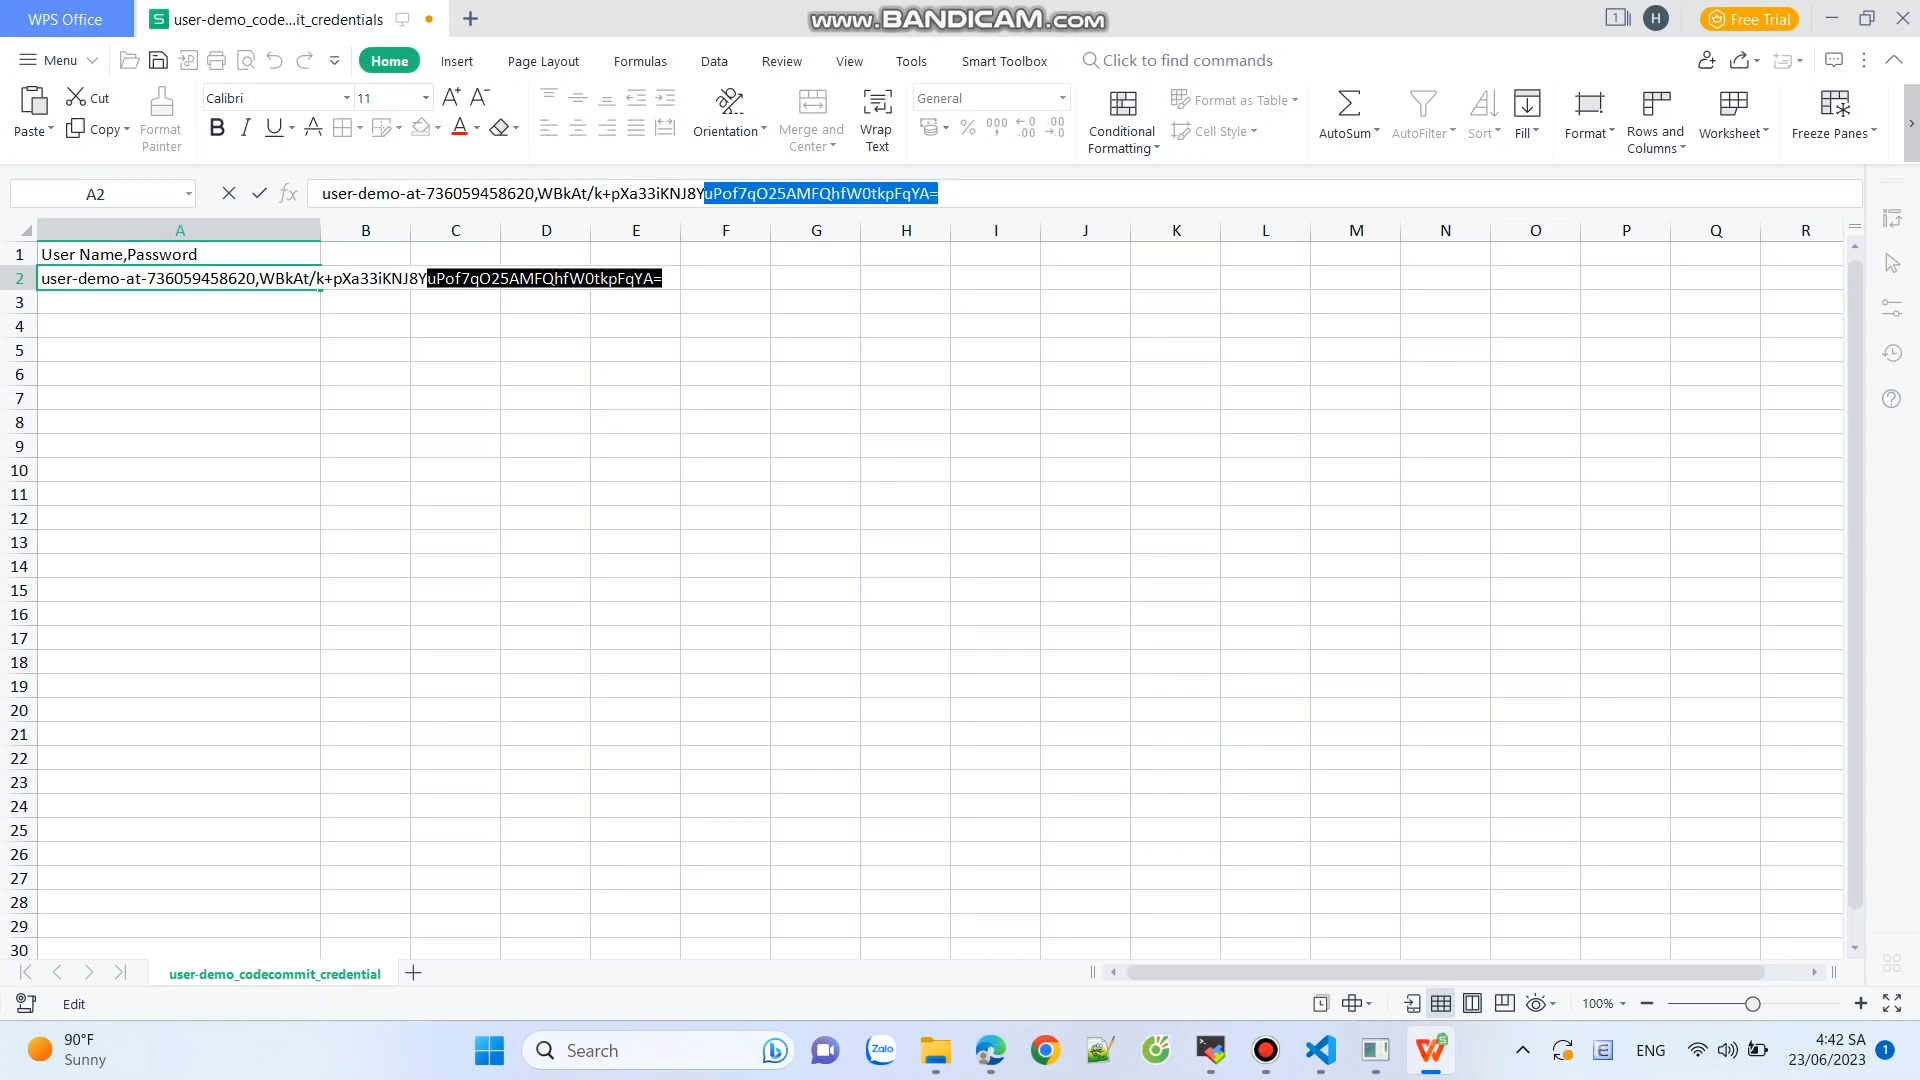 WPS Office
S user-demo_code...it_credentials
www.BANDICAM.com
1
H
Free Trial
Menu
Home
Insert
Page Layout
Formulas
Data
Review
View
Tools
Smart Toolbox
Click to find commands
Paste
Cut
Copy
Format
Painter
Calibri
11
A+ A-
B I U A
Orientation
Merge and
Center
Wrap
Text
General
Conditional
Formatting
Format as Table
Cell Style
AutoSum
AutoFilter
Sort
Fill
Format
Rows and
Columns
Worksheet
Freeze Panes
A2
fx
user-demo-at-736059458620,WBkAt/k+pXa33iKNJ8YuPof7qO25AMFQhfW0tkpFqYA=
A B C D E F G H I J K L M N O P Q R
1 User Name,Password
2 user-demo-at-736059458620,WBkAt/k+pXa33iKNJ8YuPof7qO25AMFQhfW0tkpFqYA=
3
4
5
6
7
8
9
10
11
12
13
14
15
16
17
18
19
20
21
22
23
24
25
26
27
28
29
30
user-demo_codecommit_credential
Edit
100%
90°F
Sunny
Search
Zalo
ENG
4:42 SA
23/06/2023
1